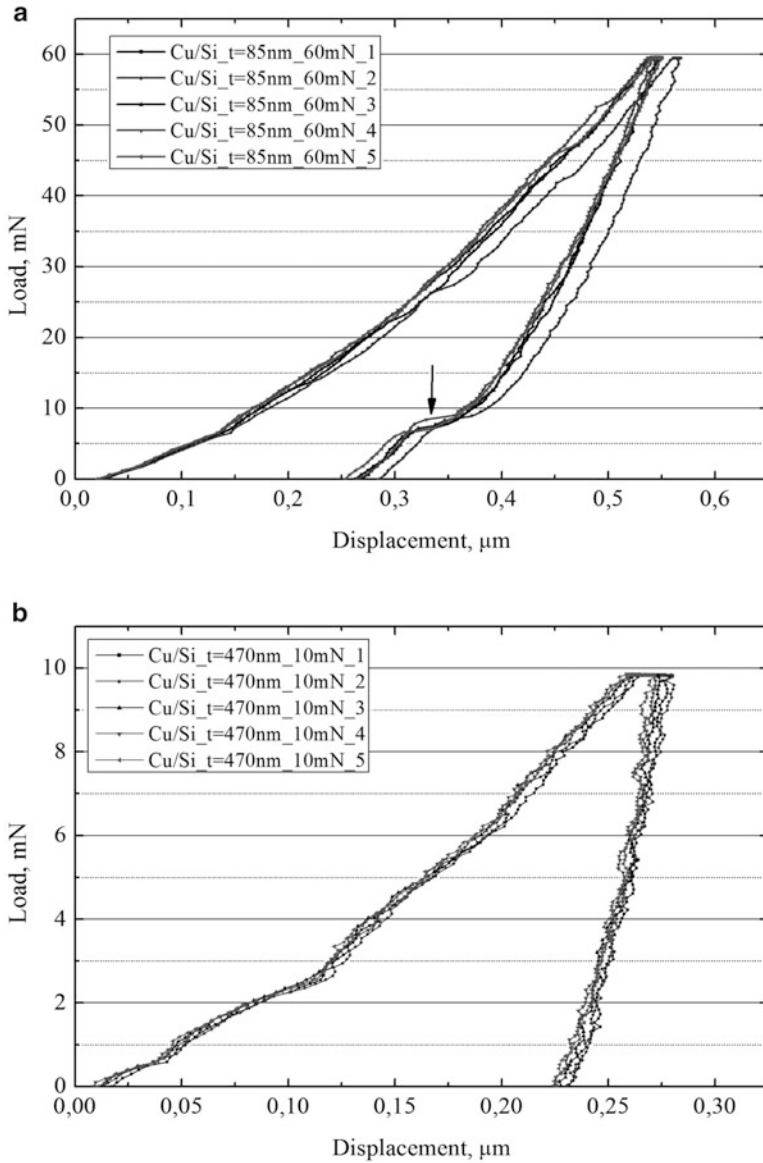 a
Cu/Si_t=85nm_60mN_1
Cu/Si_t=85nm_60mN_2
Cu/Si_t=85nm_60mN_3
Cu/Si_t=85nm_60mN_4
Cu/Si_t=85nm_60mN_5
60
50
40
30
20
10
0
Load, mN
0,0 0,1 0,2 0,3 0,4 0,5 0,6
Displacement, μm
b
Cu/Si_t=470nm_10mN_1
Cu/Si_t=470nm_10mN_2
Cu/Si_t=470nm_10mN_3
Cu/Si_t=470nm_10mN_4
Cu/Si_t=470nm_10mN_5
10
8
6
4
2
0
Load, mN
0,00 0,05 0,10 0,15 0,20 0,25 0,30
Displacement, μm